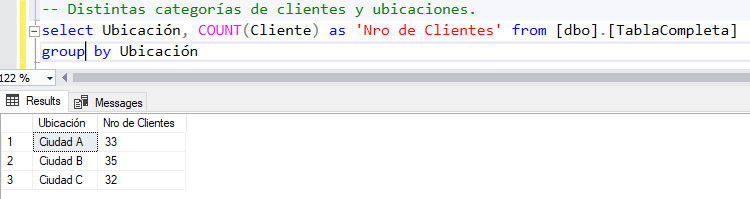 -- Distintas categorías de clientes y ubicaciones.
select Ubicación, COUNT(Cliente) as 'Nro de Clientes' from [dbo].[TablaCompleta]
group by Ubicación
122 %
Results Messages
Ubicación Nro de Clientes
1 Ciudad A 33
2 Ciudad B 35
3 Ciudad C 32